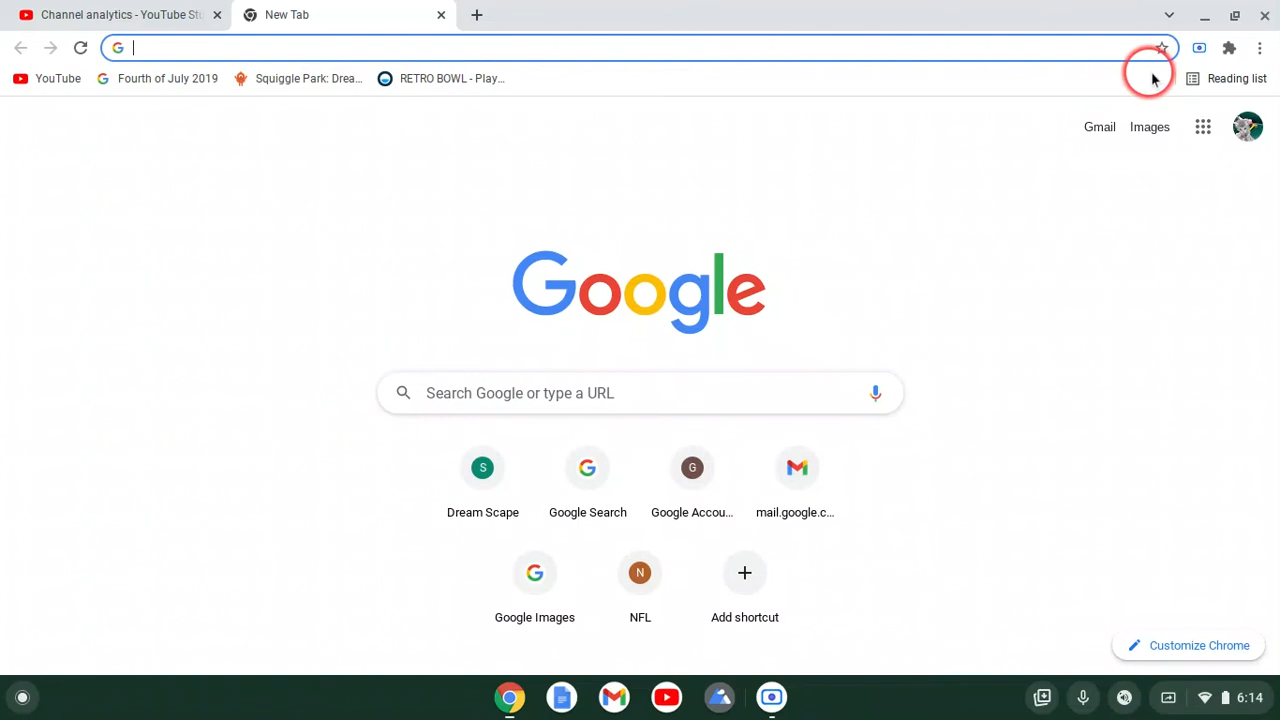 Channel analytics - YouTube Stu
New Tab
YouTube
Fourth of July 2019
Squiggle Park: Drea...
RETRO BOWL - Play...
Reading list
Gmail
Images
Google
Search Google or type a URL
S
G
Dream Scape
Google Search
Google Accou...
mail.google.c...
N
Google Images
NFL
Add shortcut
Customize Chrome
6:14